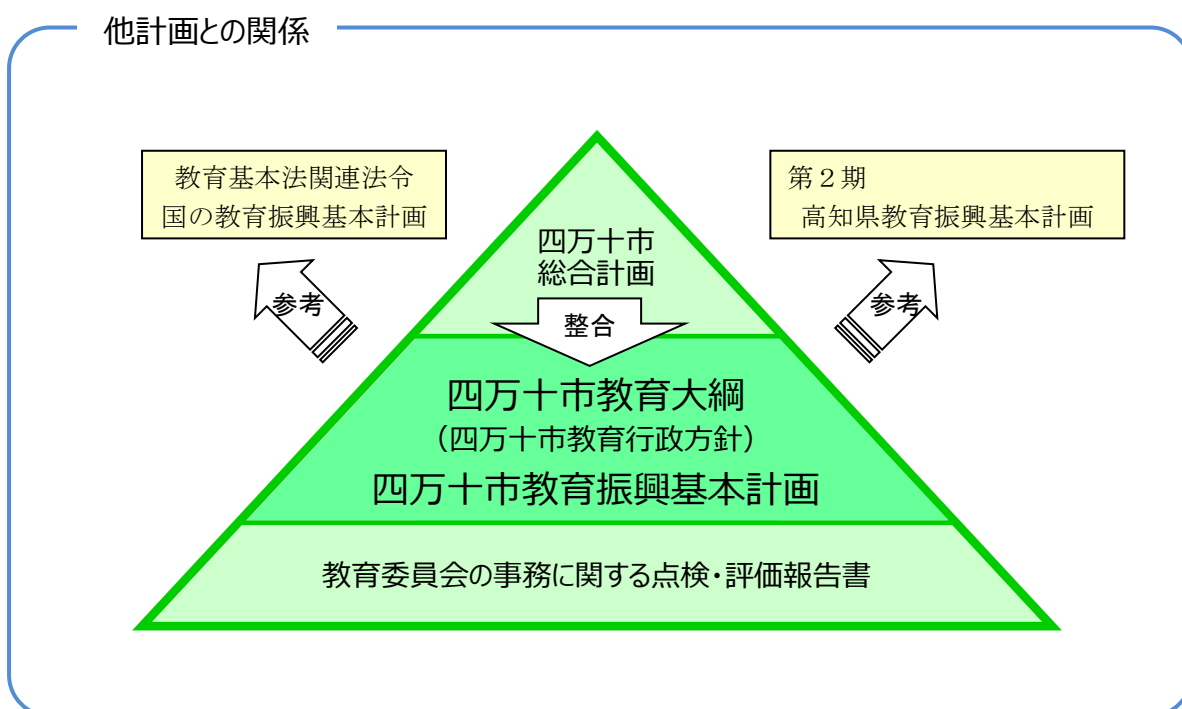 他計画との関係
教育基本法関連法令
国の教育振興基本計画
第２期
高知県教育振興基本計画
四万十市
総合計画
参考
参考
整合
四万十市教育大綱
（四万十市教育行政方針）
四万十市教育振興基本計画
教育委員会の事務に関する点検・評価報告書